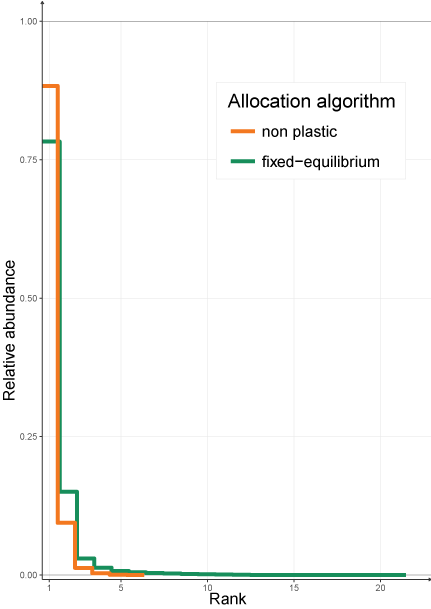 1.00
0.75
0.50
0.25
0.00
Relative abundance
Allocation algorithm
non plastic
fixed−equilibrium
1
5
10
15
20
Rank